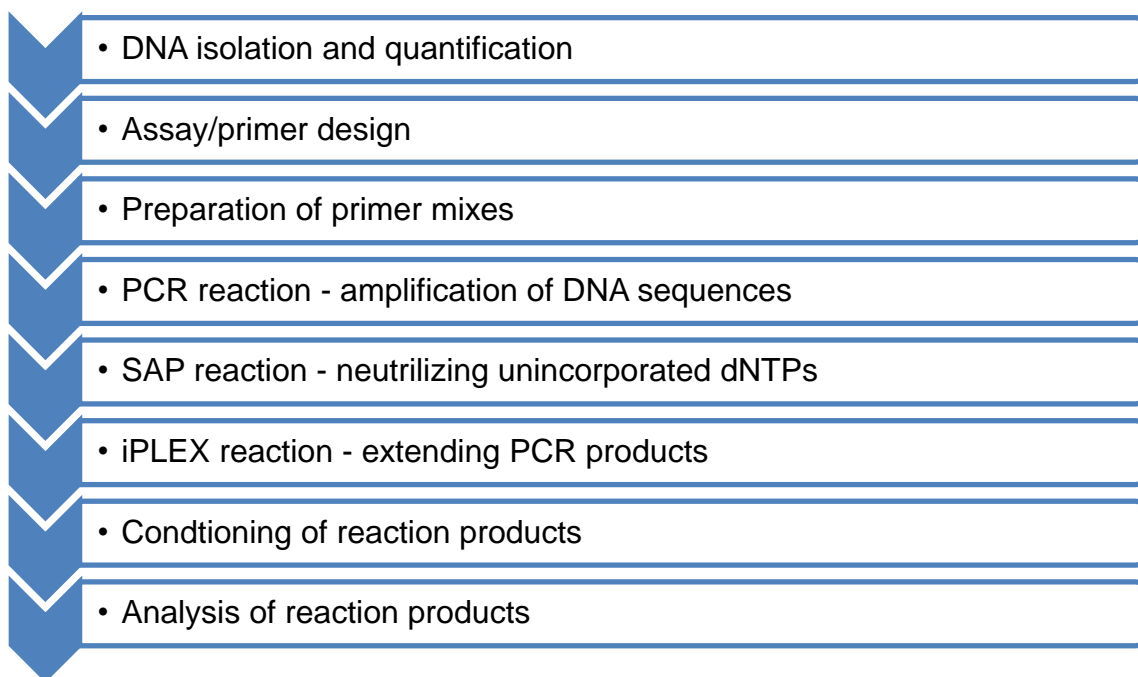 • DNA isolation and quantification
• Assay/primer design
• Preparation of primer mixes
• PCR reaction - amplification of DNA sequences
• SAP reaction - neutrilizing unincorporated dNTPs
• iPLEX reaction - extending PCR products
• Condtioning of reaction products
• Analysis of reaction products